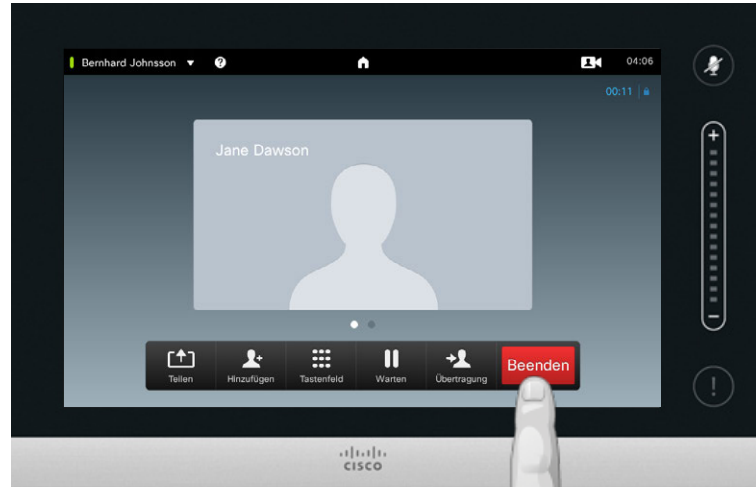 Bernhard Johnsson
?
04:06
00:11
Jane Dawson
Teilen
Hinzufügen
Tastenfeld
Warten
Übertragung
Beenden
+
−
!
CISCO